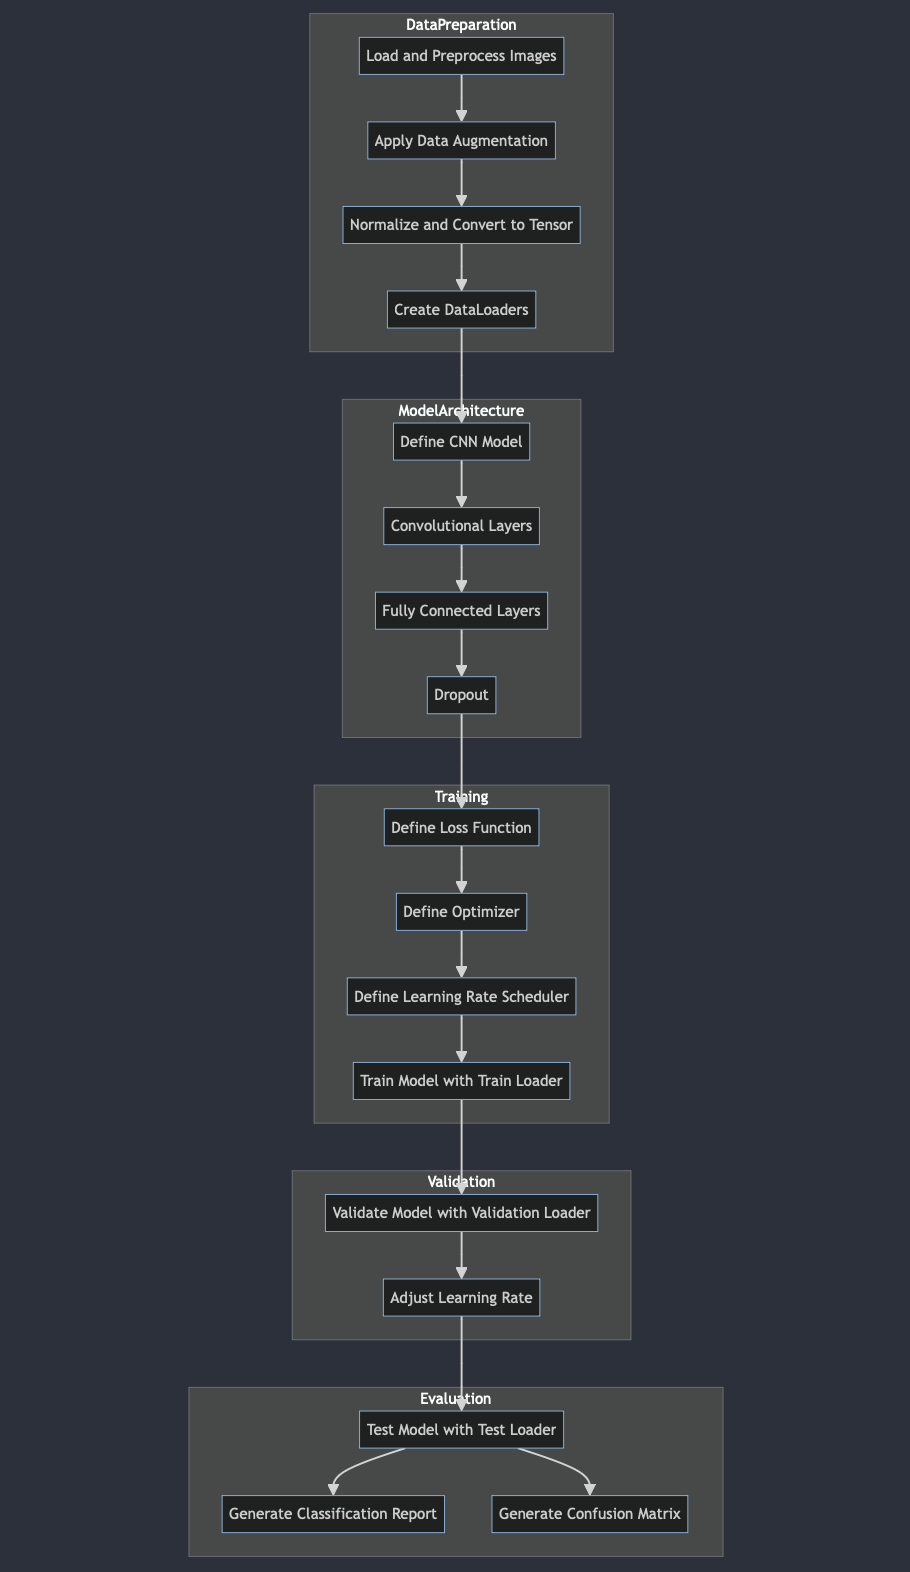 DataPreparation
Load and Preprocess Images
Apply Data Augmentation
Normalize and Convert to Tensor
Create DataLoaders
ModelArchitecture
Define CNN Model
Convolutional Layers
Fully Connected Layers
Dropout
Training
Define Loss Function
Define Optimizer
Define Learning Rate Scheduler
Train Model with Train Loader
Validation
Validate Model with Validation Loader
Adjust Learning Rate
Evaluation
Test Model with Test Loader
Generate Classification Report
Generate Confusion Matrix